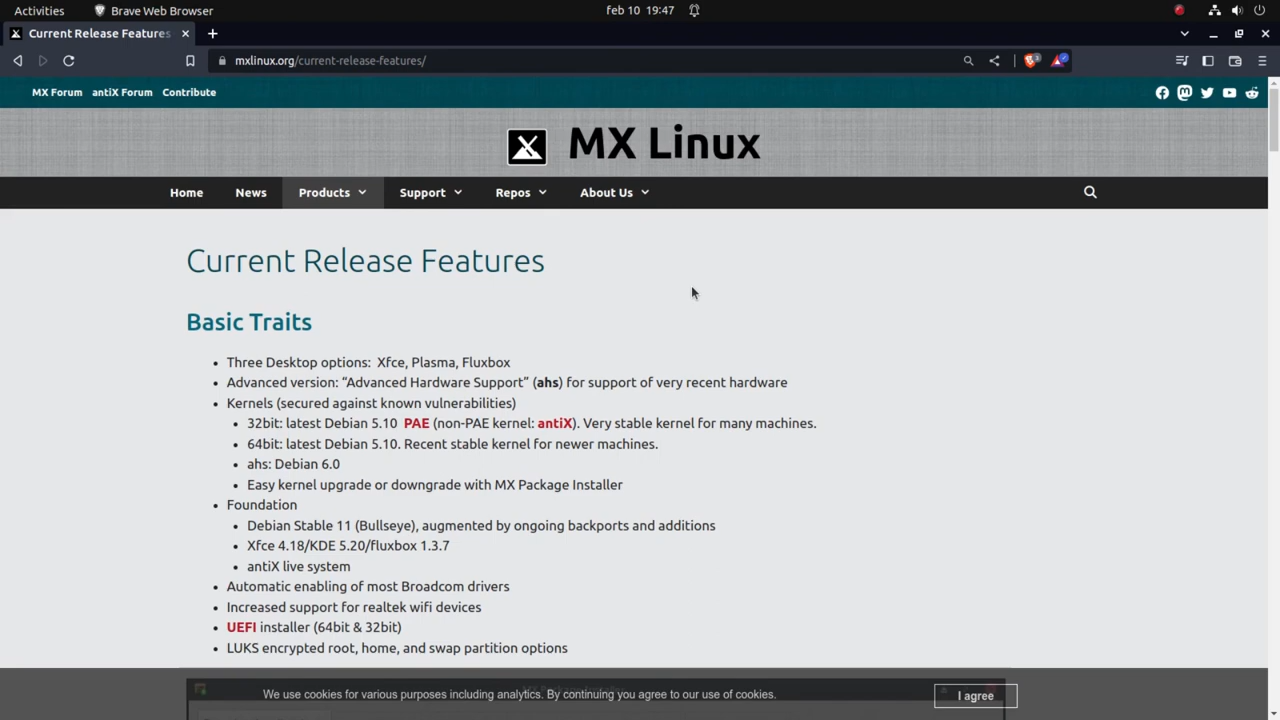 Activities
Brave Web Browser
feb 10 19:47
Current Release Features
mxlinux.org/current-release-features/
MX Forum
antiX Forum
Contribute
MX Linux
Home
News
Products
Support
Repos
About Us
Current Release Features
Basic Traits
• Three Desktop options: Xfce, Plasma, Fluxbox
• Advanced version: “Advanced Hardware Support” (ahs) for support of very recent hardware
• Kernels (secured against known vulnerabilities)
• 32bit: latest Debian 5.10 PAE (non-PAE kernel: antiX). Very stable kernel for many machines.
• 64bit: latest Debian 5.10. Recent stable kernel for newer machines.
• ahs: Debian 6.0
• Easy kernel upgrade or downgrade with MX Package Installer
• Foundation
• Debian Stable 11 (Bullseye), augmented by ongoing backports and additions
• Xfce 4.18/KDE 5.20/fluxbox 1.3.7
• antiX live system
• Automatic enabling of most Broadcom drivers
• Increased support for realtek wifi devices
• UEFI installer (64bit & 32bit)
• LUKS encrypted root, home, and swap partition options
We use cookies for various purposes including analytics. By continuing you agree to our use of cookies.
I agree